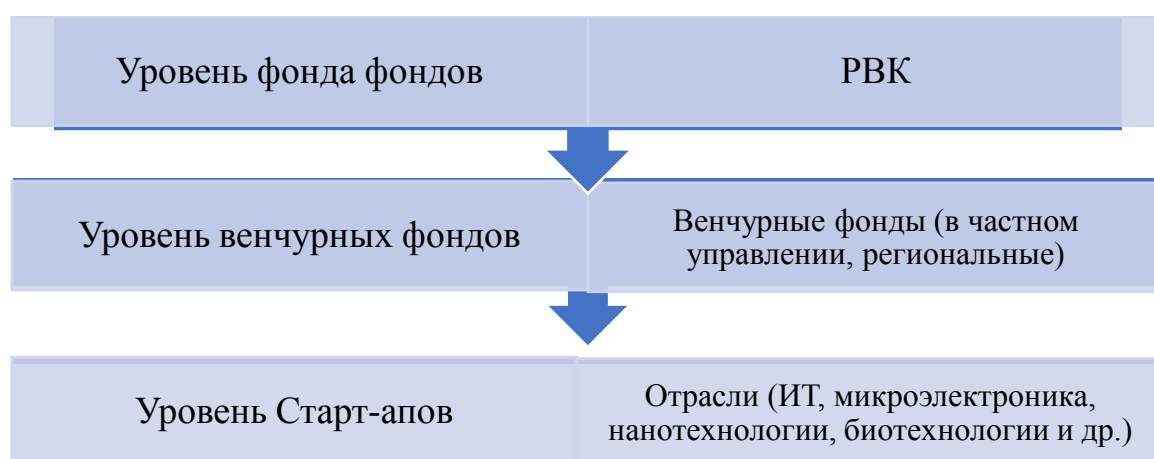 Уровень фонда фондов
РВК
Уровень венчурных фондов
Венчурные фонды (в частном
управлении, региональные)
Уровень Старт-апов
Отрасли (ИТ, микроэлектроника,
нанотехнологии, биотехнологии и др.)